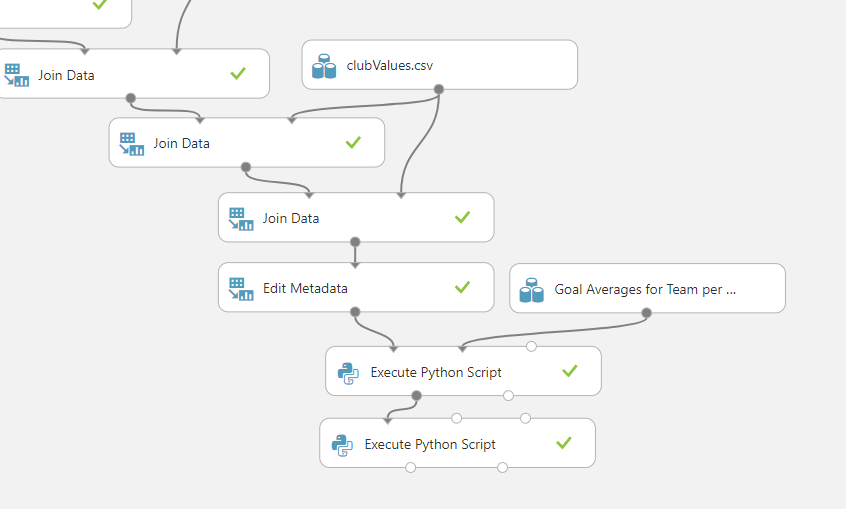 Join Data
clubValues.csv
Join Data
Join Data
Edit Metadata
Goal Averages for Team per ...
Execute Python Script
Execute Python Script